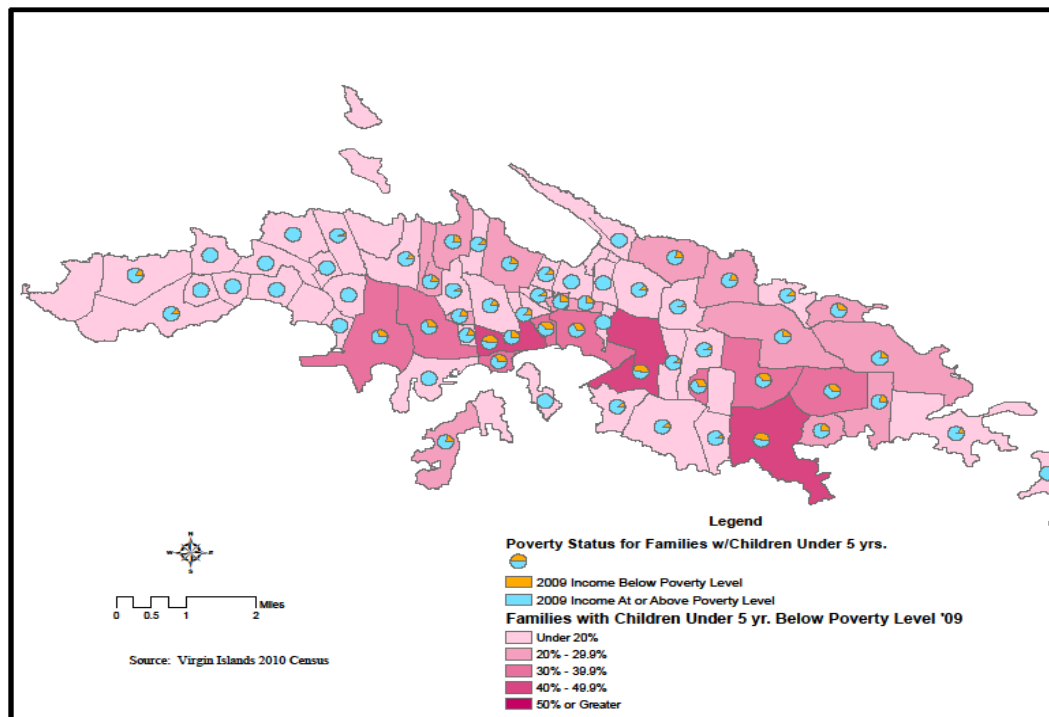 N
W E
S
0 0.5 1 2 Miles
Source: Virgin Islands 2010 Census
Legend
Poverty Status for Families w/Children Under 5 yrs.
2009 Income Below Poverty Level
2009 Income At or Above Poverty Level
Families with Children Under 5 yr. Below Poverty Level '09
Under 20%
20% - 29.9%
30% - 39.9%
40% - 49.9%
50% or Greater